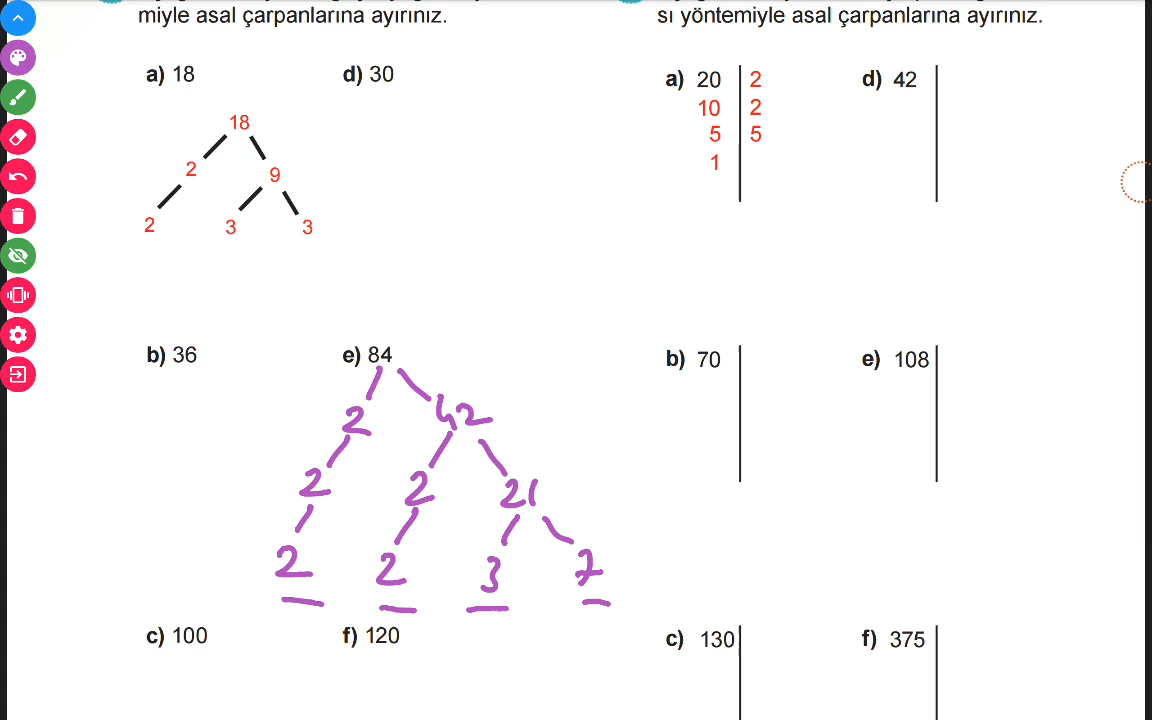 miyle asal çarpanlarına ayırınız.
a) 18
d) 30
18
2
9
2
3
3
b) 36
e) 84
2
42
2
2
21
2
2
3
7
c) 100
f) 120
sı yöntemiyle asal çarpanlarına ayırınız.
a) 20 2
10 2
5 5
1
d) 42
b) 70
e) 108
c) 130
f) 375